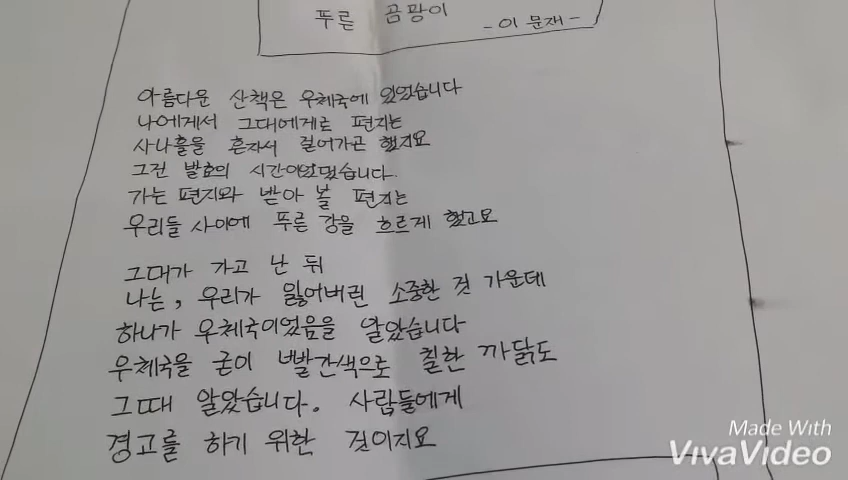 푸른 곰팡이
- 이 문재 -
아름다운 산책은 우체국에 있었습니다
나에게서 그대에게로 편지는
사나흘을 혼자서 걸어가곤 했지요
그건 발효의 시간이었댔습니다.
가는 편지와 받아 볼 편지는
우리들 사이에 푸른 강을 흐르게 했고요
그대가 가고 난 뒤
나는, 우리가 잃어버린 소중한 것 가운데
하나가 우체국이었음을 알았습니다
우체국을 굳이 빨간색으로 칠한 까닭도
그때 알았습니다. 사람들에게
경고를 하기 위한 것이지요
Made With
VivaVideo